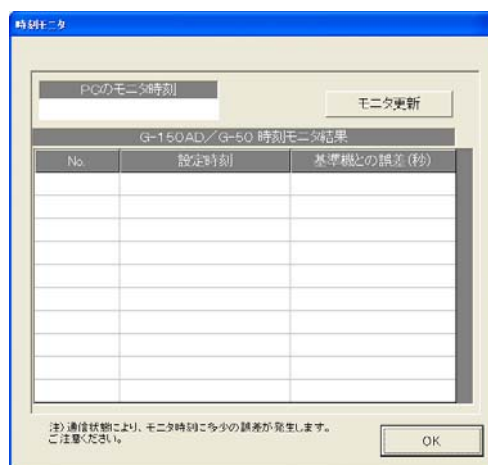 時刻モニタ
PCのモニタ時刻
モニタ更新
G-150AD／G-50 時刻モニタ結果
No. 設定時刻 基準機との誤差(秒)
注)通信状態により、モニタ時刻に多少の誤差が発生します。
ご注意ください。
OK